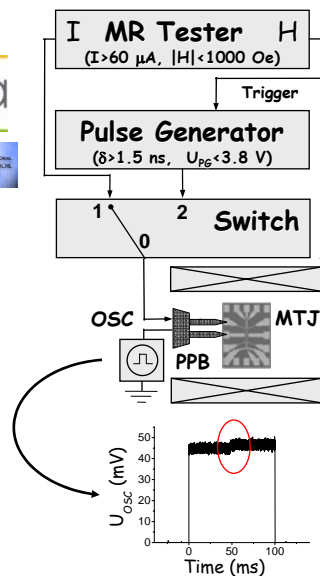 I MR Tester H
(I>60 μA, |H|<1000 Oe)
Trigger
Pulse Generator
(δ>1.5 ns, U_PG<3.8 V)
1 2 Switch
0
OSC MTJ
PPB
50
40
30
20
10
0
U_OSC (mV)
0 50 100
Time (ms)